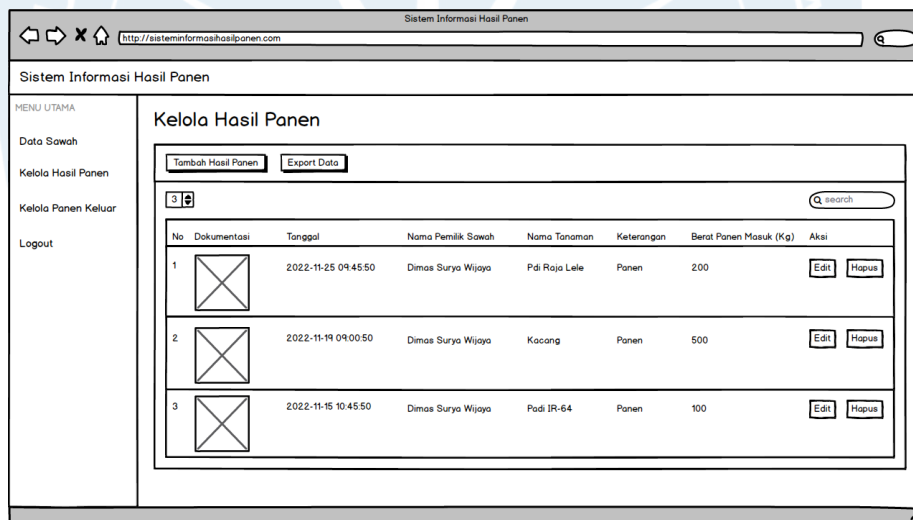 Sistem Informasi Hasil Panen
http://sisteminformasihasilpanen.com
Sistem Informasi Hasil Panen
MENU UTAMA
Data Sawah
Kelola Hasil Panen
Kelola Panen Keluar
Logout
Kelola Hasil Panen
Tambah Hasil Panen Export Data
3 search
No Dokumentasi Tanggal Nama Pemilik Sawah Nama Tanaman Keterangan Berat Panen Masuk (Kg) Aksi
1 2022-11-25 09:45:50 Dimas Surya Wijaya Pdi Raja Lele Panen 200 Edit Hapus
2 2022-11-19 09:00:50 Dimas Surya Wijaya Kacang Panen 500 Edit Hapus
3 2022-11-15 10:45:50 Dimas Surya Wijaya Padi IR-64 Panen 100 Edit Hapus